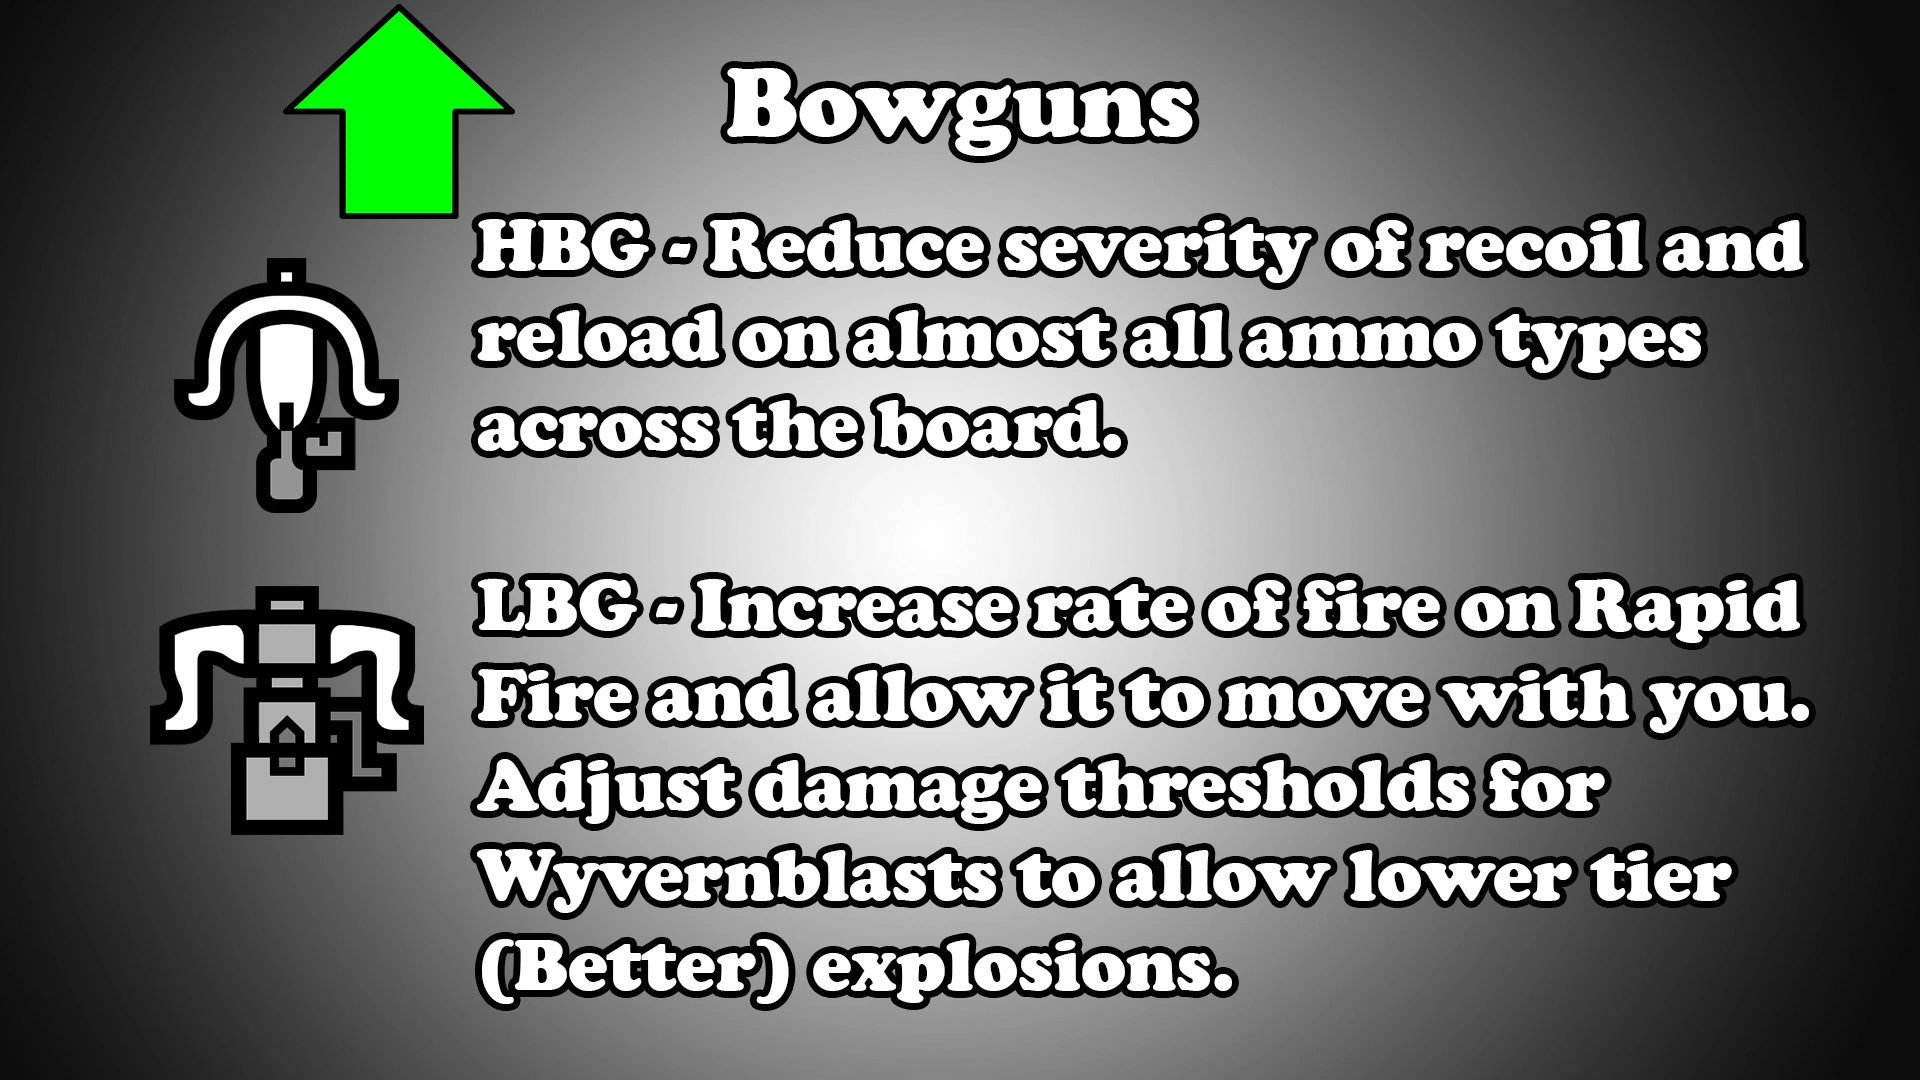 Bowguns
HBG - Reduce severity of recoil and
reload on almost all ammo types
across the board.
LBG - Increase rate of fire on Rapid
Fire and allow it to move with you.
Adjust damage thresholds for
Wyvernblasts to allow lower tier
(Better) explosions.